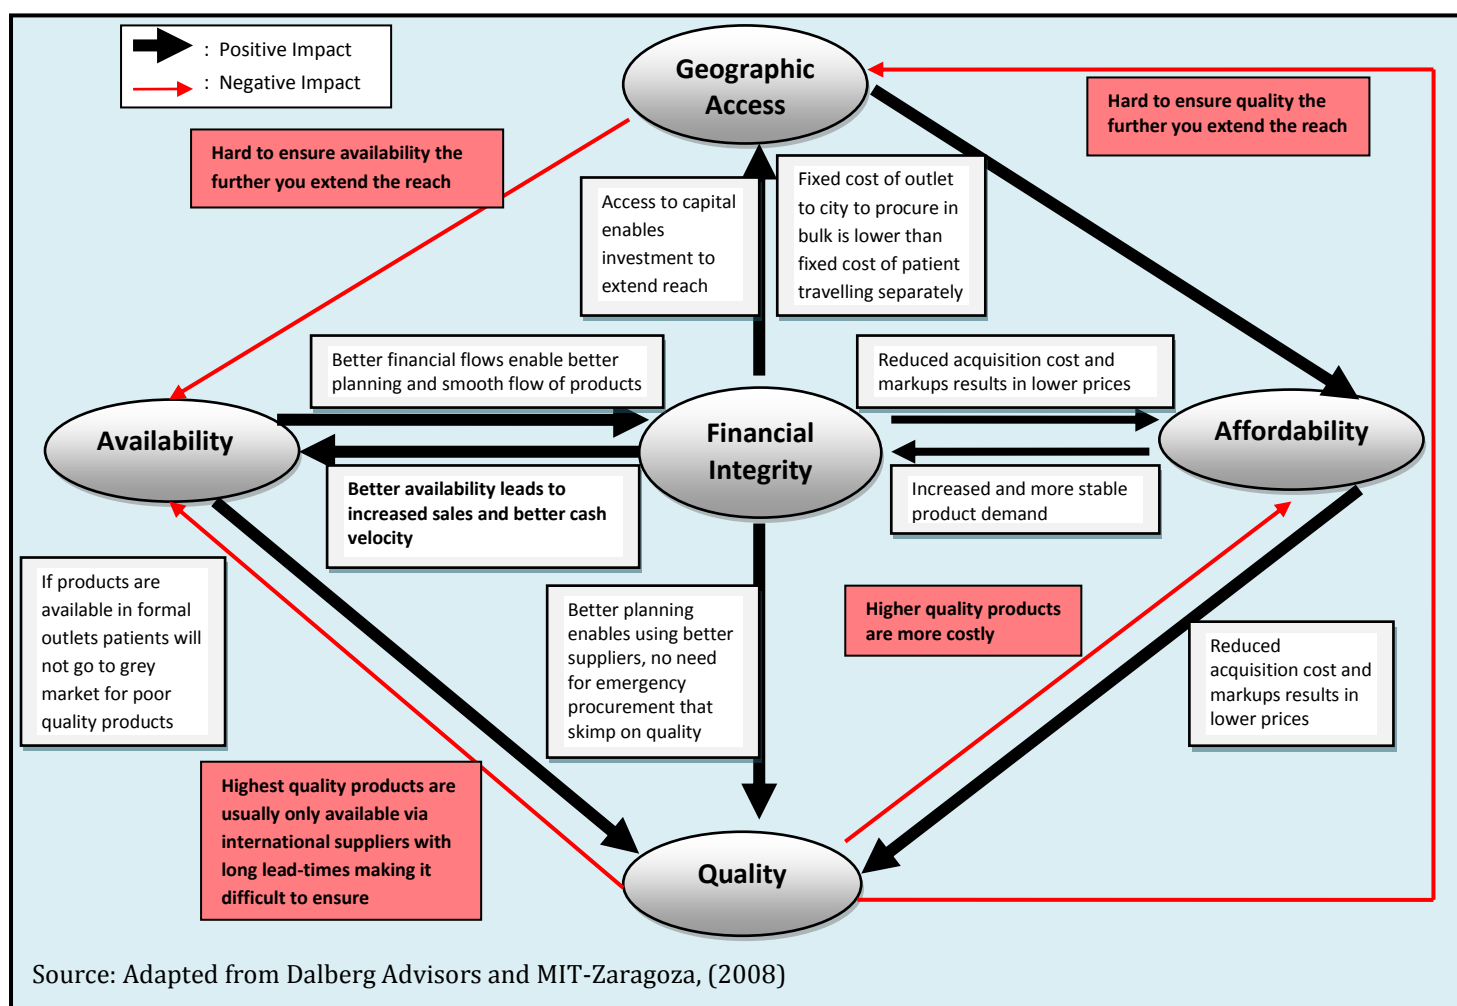 : Positive Impact
: Negative Impact
Geographic
Access
Hard to ensure quality the
further you extend the reach
Hard to ensure availability the
further you extend the reach
Access to capital
enables
investment to
extend reach
Fixed cost of outlet
to city to procure in
bulk is lower than
fixed cost of patient
travelling separately
Better financial flows enable better
planning and smooth flow of products
Reduced acquisition cost and
markups results in lower prices
Availability
Financial
Integrity
Affordability
Better availability leads to
increased sales and better cash
velocity
Increased and more stable
product demand
If products are
available in formal
outlets patients will
not go to grey
market for poor
quality products
Better planning
enables using better
suppliers, no need
for emergency
procurement that
skimp on quality
Higher quality products
are more costly
Reduced
acquisition cost and
markups results in
lower prices
Highest quality products are
usually only available via
international suppliers with
long lead-times making it
difficult to ensure
Quality
Source: Adapted from Dalberg Advisors and MIT-Zaragoza, (2008)